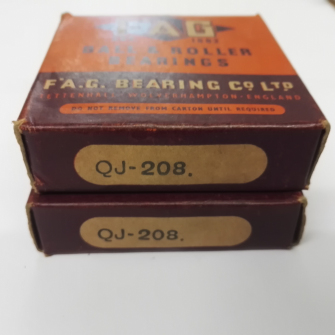 FAG
BALL & ROLLER
BEARINGS
F.A.G. BEARING Co LTD
TETTENHALL - WOLVERHAMPTON - ENGLAND
DO NOT REMOVE FROM CARTON UNTIL REQUIRED
QJ-208.
QJ-208.